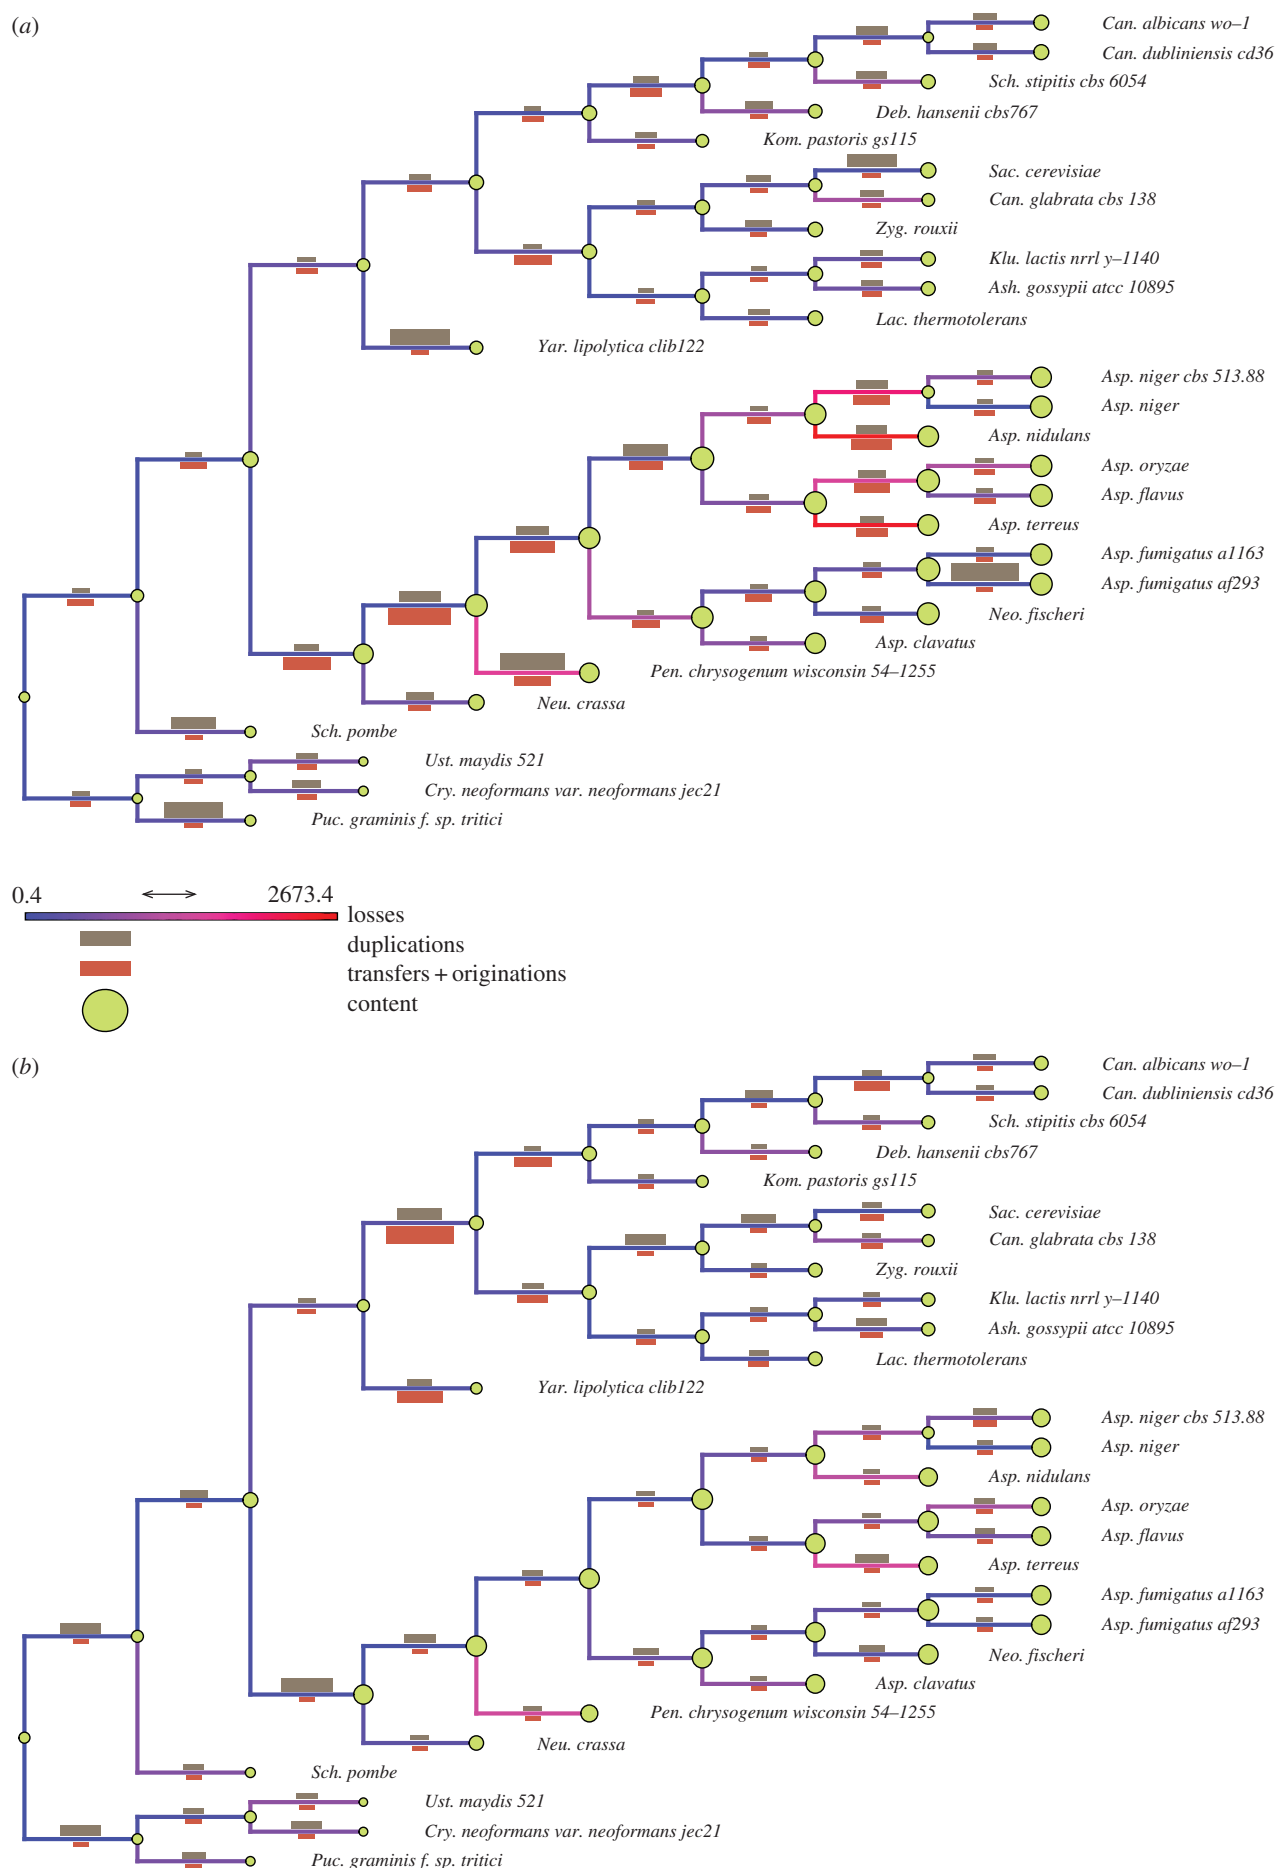 (a)
Can. albicans wo–1
Can. dubliniensis cd36
Sch. stipitis cbs 6054
Deb. hansenii cbs767
Kom. pastoris gs115
Sac. cerevisiae
Can. glabrata cbs 138
Zyg. rouxii
Klu. lactis nrrl y–1140
Ash. gossypii atcc 10895
Lac. thermotolerans
Yar. lipolytica clib122
Asp. niger cbs 513.88
Asp. niger
Asp. nidulans
Asp. oryzae
Asp. flavus
Asp. terreus
Asp. fumigatus a1163
Asp. fumigatus af293
Neo. fischeri
Asp. clavatus
Pen. chrysogenum wisconsin 54–1255
Neu. crassa
Sch. pombe
Ust. maydis 521
Cry. neoformans var. neoformans jec21
Puc. graminis f. sp. tritici
0.4 2673.4
losses
duplications
transfers + originations
content
(b)
Can. albicans wo–1
Can. dubliniensis cd36
Sch. stipitis cbs 6054
Deb. hansenii cbs767
Kom. pastoris gs115
Sac. cerevisiae
Can. glabrata cbs 138
Zyg. rouxii
Klu. lactis nrrl y–1140
Ash. gossypii atcc 10895
Lac. thermotolerans
Yar. lipolytica clib122
Asp. niger cbs 513.88
Asp. niger
Asp. nidulans
Asp. oryzae
Asp. flavus
Asp. terreus
Asp. fumigatus a1163
Asp. fumigatus af293
Neo. fischeri
Asp. clavatus
Pen. chrysogenum wisconsin 54–1255
Neu. crassa
Sch. pombe
Ust. maydis 521
Cry. neoformans var. neoformans jec21
Puc. graminis f. sp. tritici